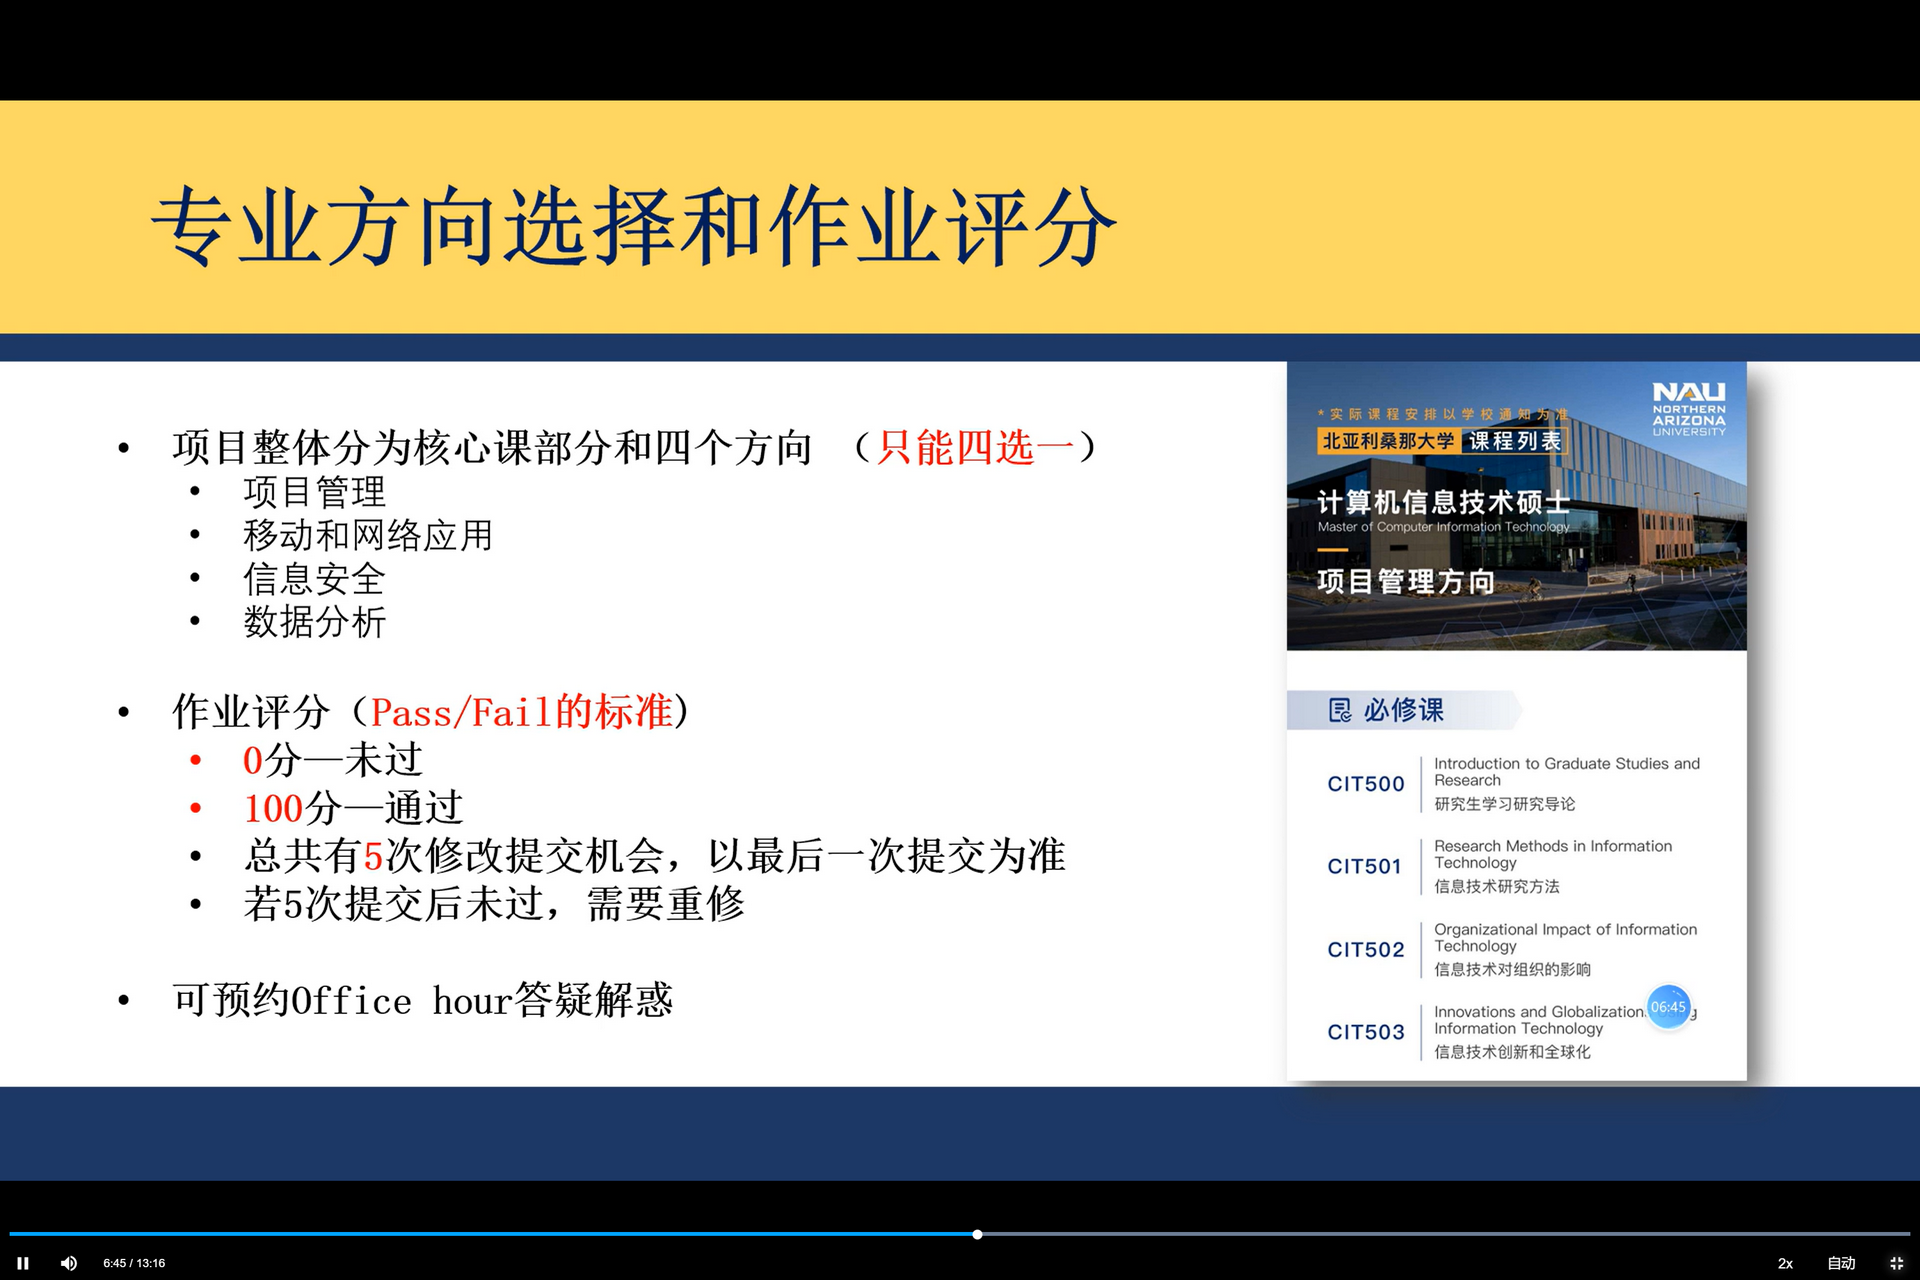 专业方向选择和作业评分
• 项目整体分为核心课部分和四个方向 （只能四选一）
• 项目管理
• 移动和网络应用
• 信息安全
• 数据分析
• 作业评分（Pass/Fail的标准)
• 0分—未过
• 100分—通过
• 总共有5次修改提交机会，以最后一次提交为准
• 若5次提交后未过，需要重修
• 可预约Office hour答疑解惑
NAU
NORTHERN
ARIZONA
UNIVERSITY
*实际课程安排以学校通知为准
北亚利桑那大学 课程列表
计算机信息技术硕士
Master of Computer Information Technology
项目管理方向
必修课
CIT500
Introduction to Graduate Studies and
Research
研究生学习研究导论
CIT501
Research Methods in Information
Technology
信息技术研究方法
CIT502
Organizational Impact of Information
Technology
信息技术对组织的影响
CIT503
Innovations and Globalization
Information Technology
信息技术创新和全球化
06:45
6:45 / 13:16
2x
自动